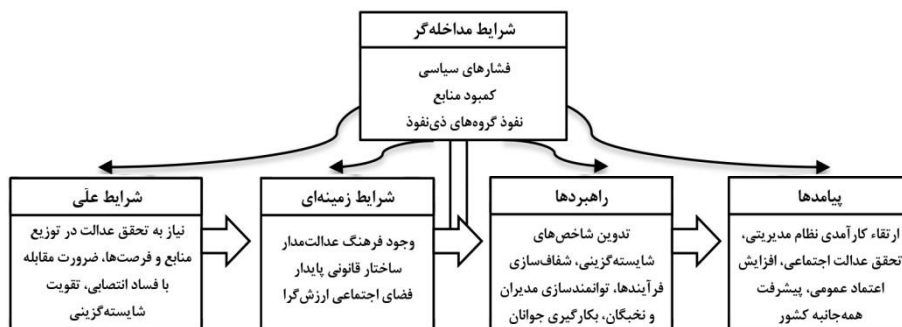 شرایط مداخله‌گر
فشارهای سیاسی
کمبود منابع
نفوذ گروه‌های ذی‌نفوذ
شرایط علّی
نیاز به تحقق عدالت در توزیع
منابع و فرصت‌ها، ضرورت مقابله
با فساد انتصابی، تقویت
شایسته‌گزینی
شرایط زمینه‌ای
وجود فرهنگ عدالت‌مدار
ساختار قانونی پایدار
فضای اجتماعی ارزش‌گرا
راهبردها
تدوین شاخص‌های
شایسته‌گزینی، شفاف‌سازی
فرآیندها، توانمندسازی مدیران
و نخبگان، بکارگیری جوانان
پیامدها
ارتقاء کارآمدی نظام مدیریتی،
تحقق عدالت اجتماعی، افزایش
اعتماد عمومی، پیشرفت
همه‌جانبه کشور